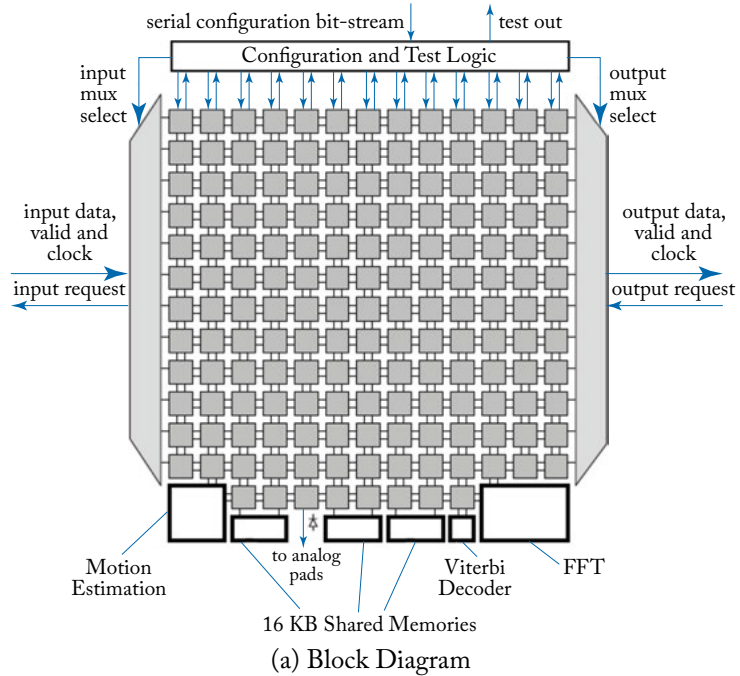 serial configuration bit-stream
test out
Configuration and Test Logic
input
mux
select
output
mux
select
input data,
valid and
clock
input request
output data,
valid and
clock
output request
Motion
Estimation
to analog
pads
Viterbi
Decoder
FFT
16 KB Shared Memories
(a) Block Diagram